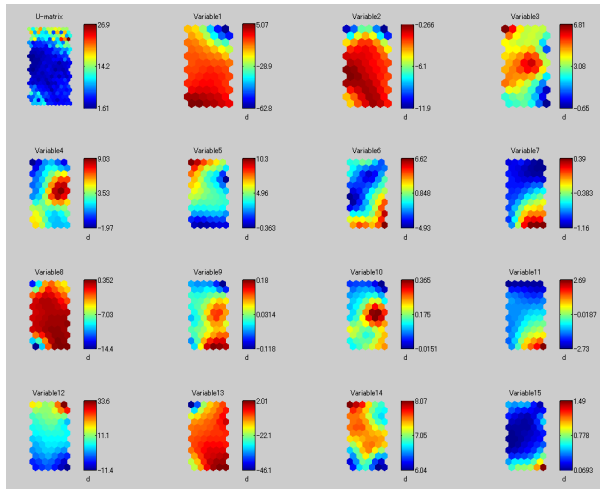 U-matrix
26.9
14.2
1.61
Variable1
5.07
-28.9
-62.8
d
Variable2
-0.266
-6.1
-11.9
d
Variable3
6.81
3.08
-0.65
d
Variable4
9.03
3.53
-1.97
d
Variable5
10.3
4.96
-0.363
d
Variable6
6.62
0.848
-4.93
d
Variable7
0.39
-0.383
-1.16
d
Variable8
0.352
-7.03
-14.4
d
Variable9
0.18
0.0314
-0.118
d
Variable10
0.365
0.175
-0.0151
d
Variable11
2.69
-0.0187
-2.73
d
Variable12
33.6
11.1
-11.4
d
Variable13
2.01
-22.1
-46.1
d
Variable14
8.07
7.05
6.04
d
Variable15
1.49
0.778
0.0693
d